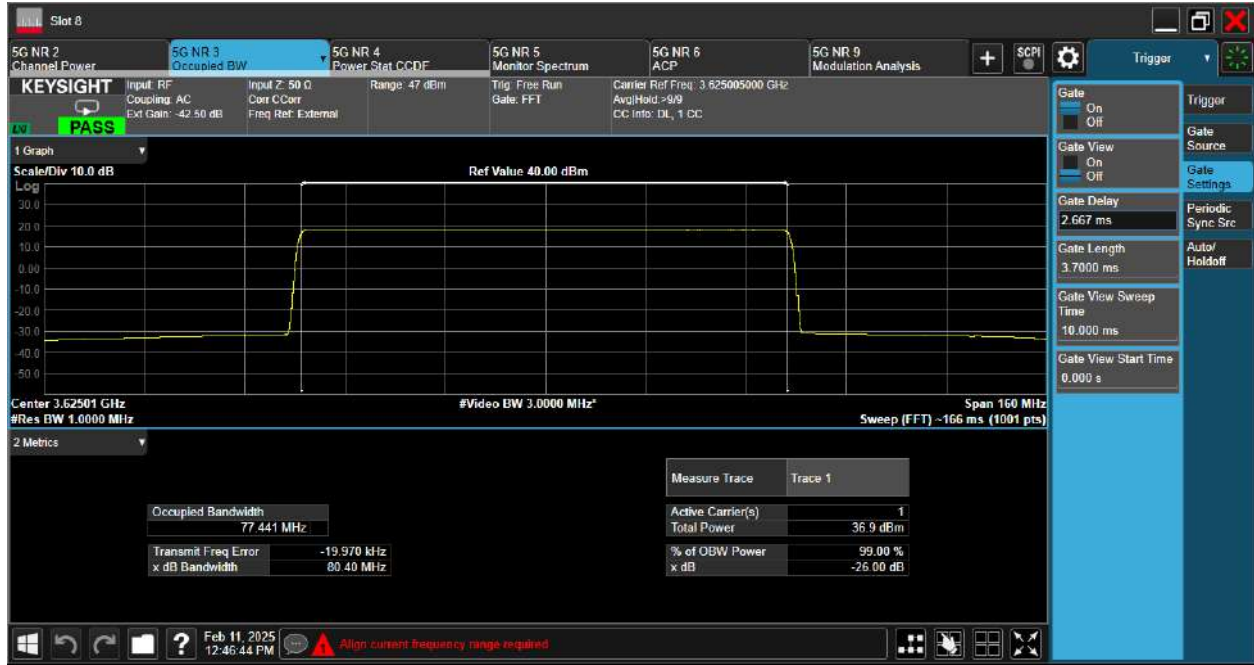 Slot 8
5G NR 2
Channel Power
5G NR 3
Occupied BW
5G NR 4
Power Stat CCDF
5G NR 5
Monitor Spectrum
5G NR 6
ACP
5G NR 9
Modulation Analysis
+
SCPI
Trigger
KEYSIGHT
PASS
Input: RF
Coupling: AC
Ext Gain: -42.50 dB
Input Z: 50 Ω
Corr CCorr
Freq Ref: External
Range: 47 dBm
Trig: Free Run
Gate: FFT
Carrier Ref Freq: 3.625005000 GHz
Avg|Hold:>9/9
CC Info: DL, 1 CC
1 Graph
Scale/Div 10.0 dB
Ref Value 40.00 dBm
Log
30.0
20.0
10.0
0.00
-10.0
-20.0
-30.0
-40.0
-50.0
Center 3.62501 GHz
#Video BW 3.0000 MHz*
Span 160 MHz
#Res BW 1.0000 MHz
Sweep (FFT) ~166 ms (1001 pts)
2 Metrics
Measure Trace Trace 1
Occupied Bandwidth
77.441 MHz
Active Carrier(s) 1
Total Power 36.9 dBm
Transmit Freq Error -19.970 kHz
x dB Bandwidth 80.40 MHz
% of OBW Power 99.00 %
x dB -26.00 dB
Gate
On
Off
Gate View
On
Off
Gate Delay
2.667 ms
Gate Length
3.7000 ms
Gate View Sweep
Time
10.000 ms
Gate View Start Time
0.000 s
Trigger
Gate
Source
Gate
Settings
Periodic
Sync Src
Auto/
Holdoff
?
Feb 11, 2025
12:46:44 PM
Align current frequency range required